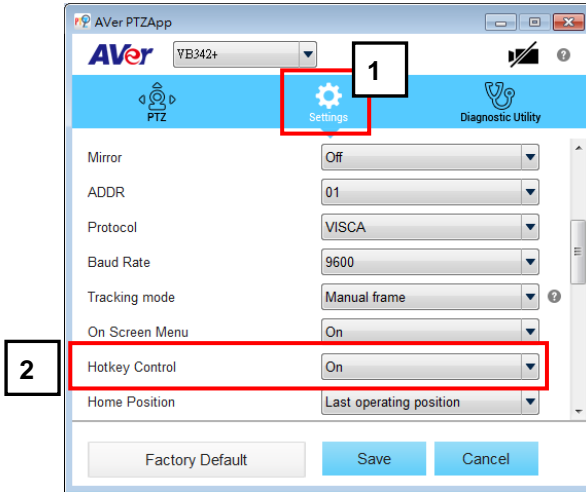 AVer PTZApp
AVer VB342+
1
PTZ Settings Diagnostic Utility
Mirror Off
ADDR 01
Protocol VISCA
Baud Rate 9600
Tracking mode Manual frame
On Screen Menu On
2 Hotkey Control On
Home Position Last operating position
Factory Default Save Cancel